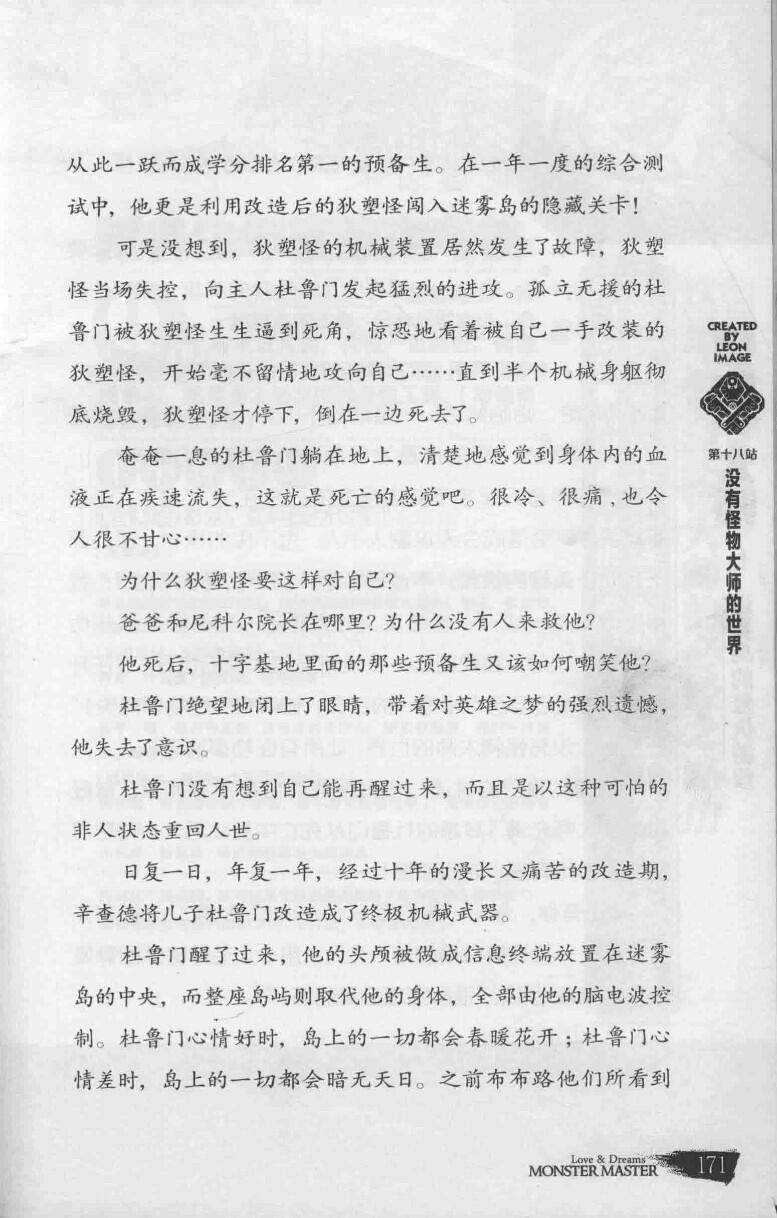 从此一跃而成学分排名第一的预备生。在一年一度的综合测
试中，他更是利用改造后的狄塑怪闯入迷雾岛的隐藏关卡！
可是没想到，狄塑怪的机械装置居然发生了故障，狄塑
怪当场失控，向主人杜鲁门发起猛烈的进攻。孤立无援的杜
鲁门被狄塑怪生生逼到死角，惊恐地看着被自己一手改装的
狄塑怪，开始毫不留情地攻向自己……直到半个机械身躯彻
底烧毁，狄塑怪才停下，倒在一边死去了。
奄奄一息的杜鲁门躺在地上，清楚地感觉到身体内的血
液正在疾速流失，这就是死亡的感觉吧。很冷、很痛，也令
人很不甘心……
为什么狄塑怪要这样对自己？
爸爸和尼科尔院长在哪里？为什么没有人来救他？
他死后，十字基地里面的那些预备生又该如何嘲笑他？
杜鲁门绝望地闭上了眼睛，带着对英雄之梦的强烈遗憾，
他失去了意识。
杜鲁门没有想到自己能再醒过来，而且是以这种可怕的
非人状态重回人世。
日复一日，年复一年，经过十年的漫长又痛苦的改造期，
辛查德将儿子杜鲁门改造成了终极机械武器。
杜鲁门醒了过来，他的头颅被做成信息终端放置在迷雾
岛的中央，而整座岛屿则取代他的身体，全部由他的脑电波控
制。杜鲁门心情好时，岛上的一切都会春暖花开；杜鲁门心
情差时，岛上的一切都会暗无天日。之前布布路他们所看到
CREATED
BY
LEON
IMAGE
第十八站
没有怪物大师的世界
Love & Dreams
MONSTER MASTER
171